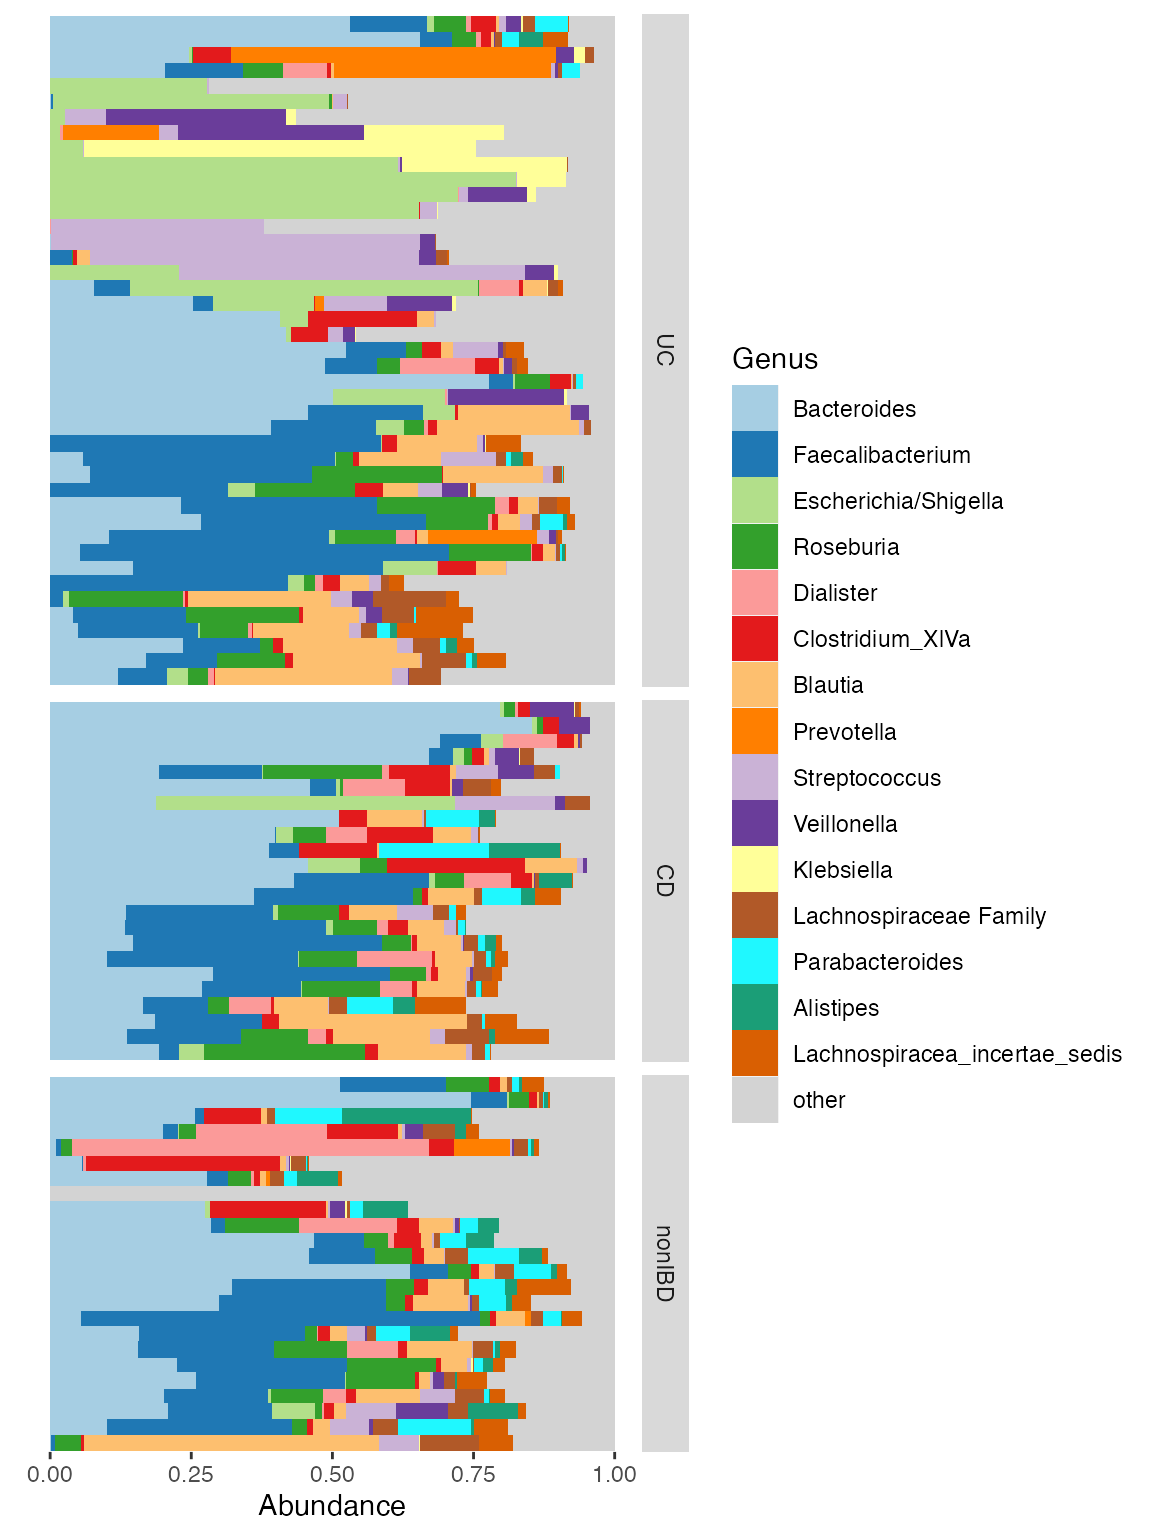 UC
CD
nonIBD
0.00 0.25 0.50 0.75 1.00
Abundance
Genus
Bacteroides
Faecalibacterium
Escherichia/Shigella
Roseburia
Dialister
Clostridium_XlVa
Blautia
Prevotella
Streptococcus
Veillonella
Klebsiella
Lachnospiraceae Family
Parabacteroides
Alistipes
Lachnospiracea_incertae_sedis
other